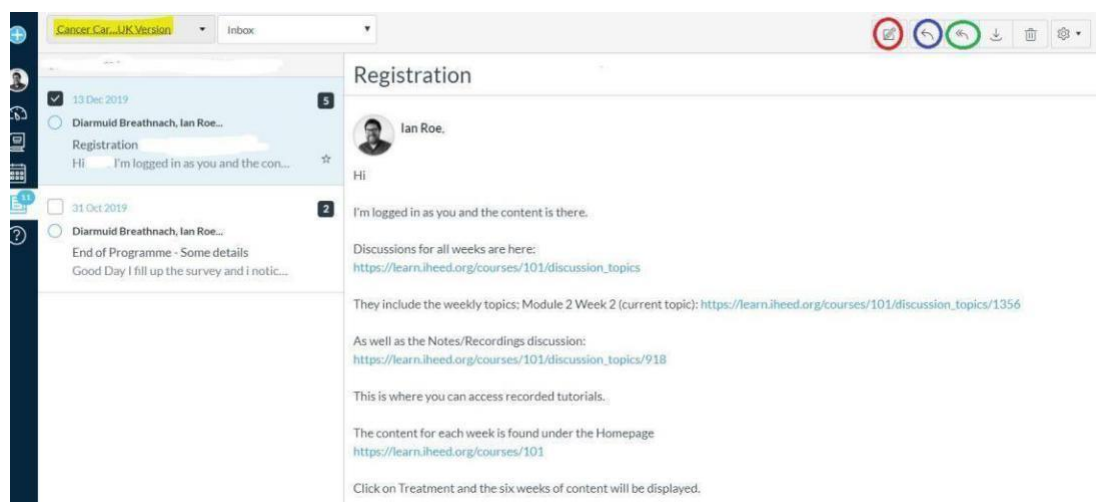 Cancer Car...UK Version
Inbox
Registration
13 Dec 2019
5
Diarmuid Breathnach, Ian Roe...
Registration
Hi I'm logged in as you and the con...
31 Oct 2019
2
Diarmuid Breathnach, Ian Roe...
End of Programme - Some details
Good Day I fill up the survey and i notic...
11
Ian Roe,
Hi
I'm logged in as you and the content is there.
Discussions for all weeks are here:
https://learn.iheed.org/courses/101/discussion_topics
They include the weekly topics; Module 2 Week 2 (current topic): https://learn.iheed.org/courses/101/discussion_topics/1356
As well as the Notes/Recordings discussion:
https://learn.iheed.org/courses/101/discussion_topics/918
This is where you can access recorded tutorials.
The content for each week is found under the Homepage
https://learn.iheed.org/courses/101
Click on Treatment and the six weeks of content will be displayed.